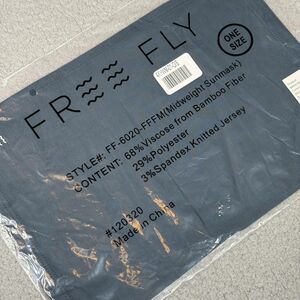 FREE FLY
ONE
SIZE
STYLE#: FF-6020-FFFM(Midweight Sunmask)
CONTENT: 68%Viscose from Bamboo Fiber
29%Polyester
3%Spandex Knitted Jersey
#120320
Made in China